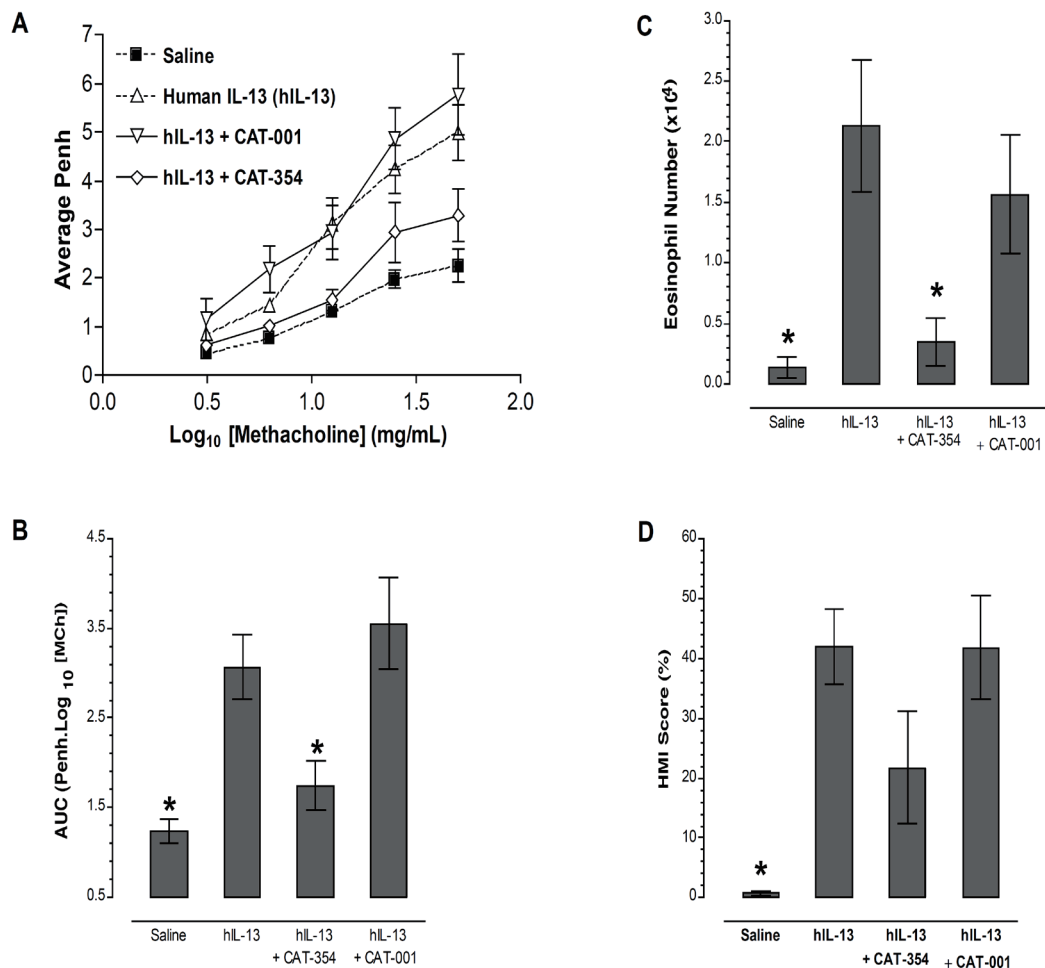 A
7
6
5
4
3
2
1
0
Average Penh
Saline
Human IL-13 (hIL-13)
hIL-13 + CAT-001
hIL-13 + CAT-354
0.0 0.5 1.0 1.5 2.0
Log10 [Methacholine] (mg/mL)
C
3.0
2.5
2.0
1.5
1.0
0.5
0.0
Eosinophil Number (x10⁴)
*
*
Saline hIL-13 hIL-13 hIL-13
+ CAT-354 + CAT-001
B
4.5
3.5
2.5
1.5
0.5
AUC (Penh.Log 10 [MCh])
*
*
Saline hIL-13 hIL-13 hIL-13
+ CAT-354 + CAT-001
D
60
50
40
30
20
10
0
HMI Score (%)
*
Saline hIL-13 hIL-13 hIL-13
+ CAT-354 + CAT-001